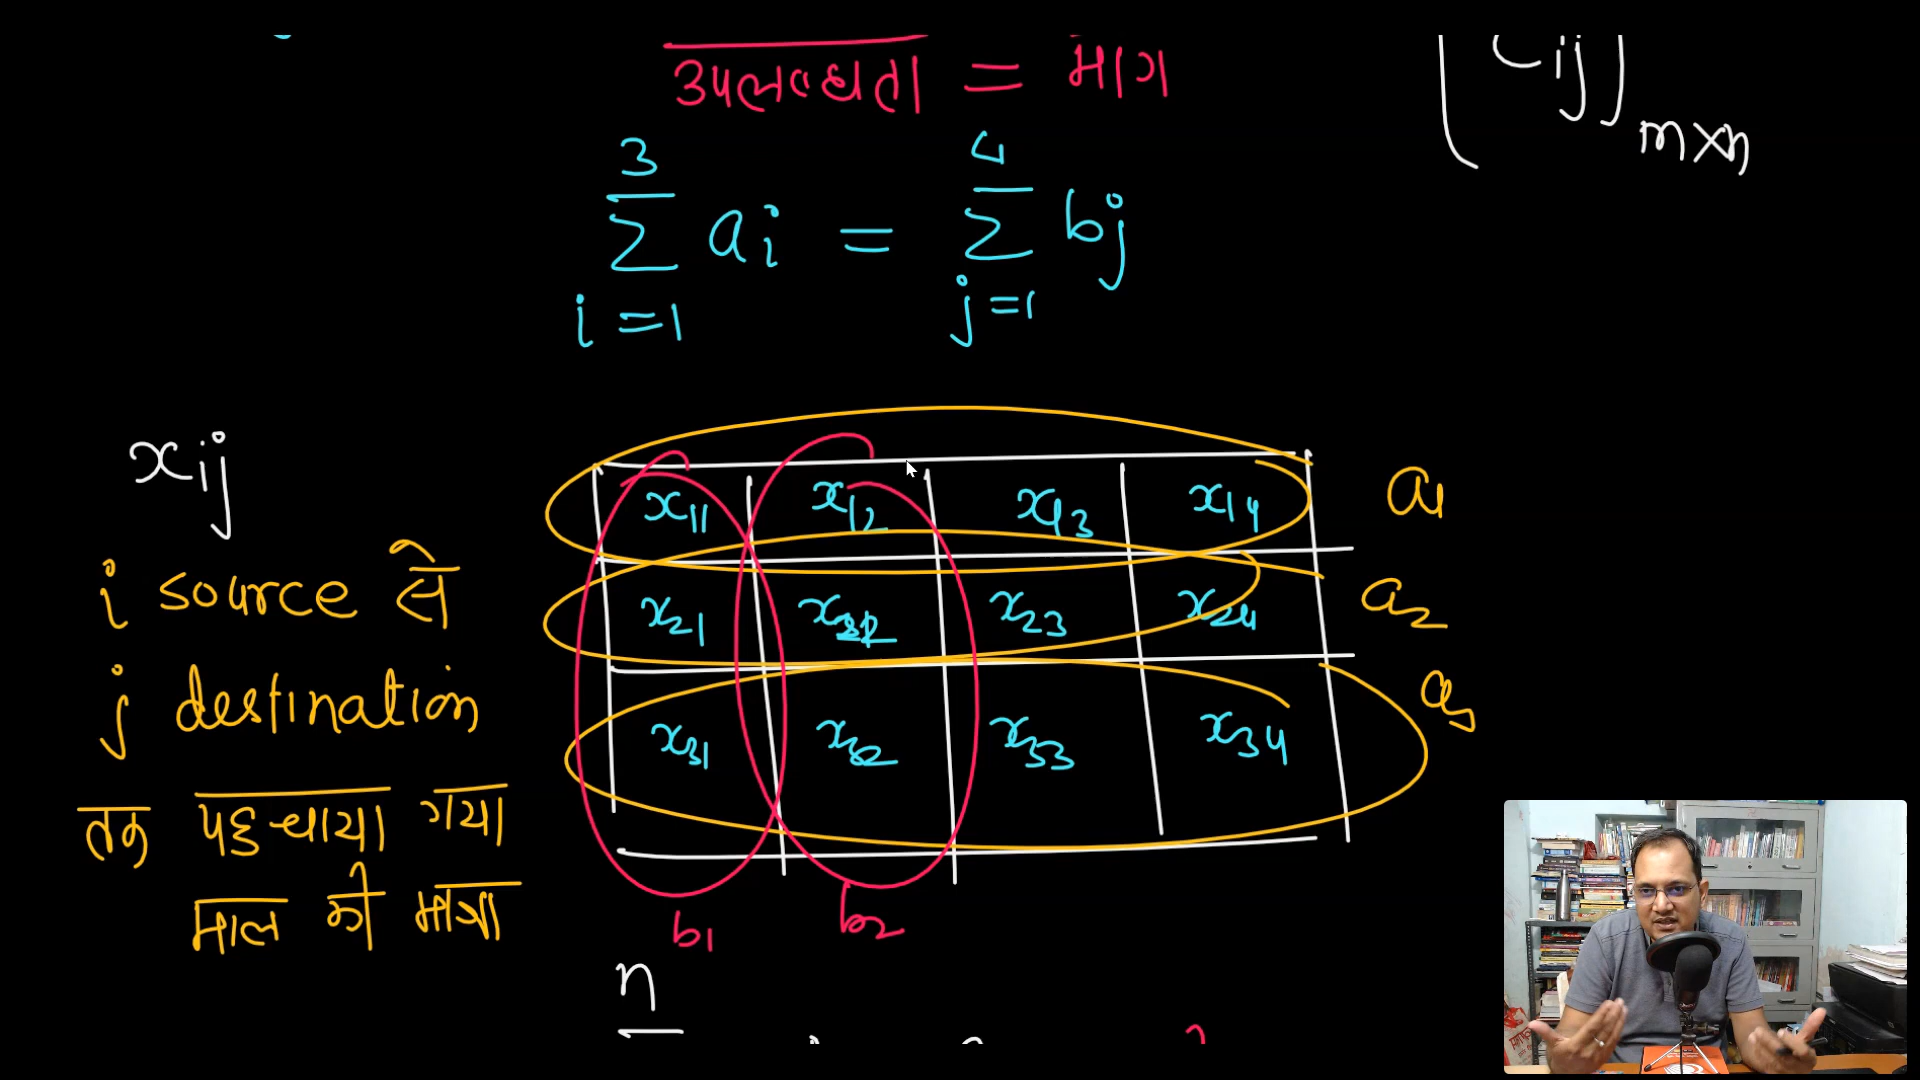 उपलब्धता = मांग
[Cij] m×n
3 4
Σ ai = Σ bj
i=1 j=1
xij
x11 x12 x13 x14 a1
i source से
x21 x32 x23 x24 a2
j destination
x31 x32 x33 x34 a3
तक पहुचाया गया
माल की मात्रा
b1 b2
n